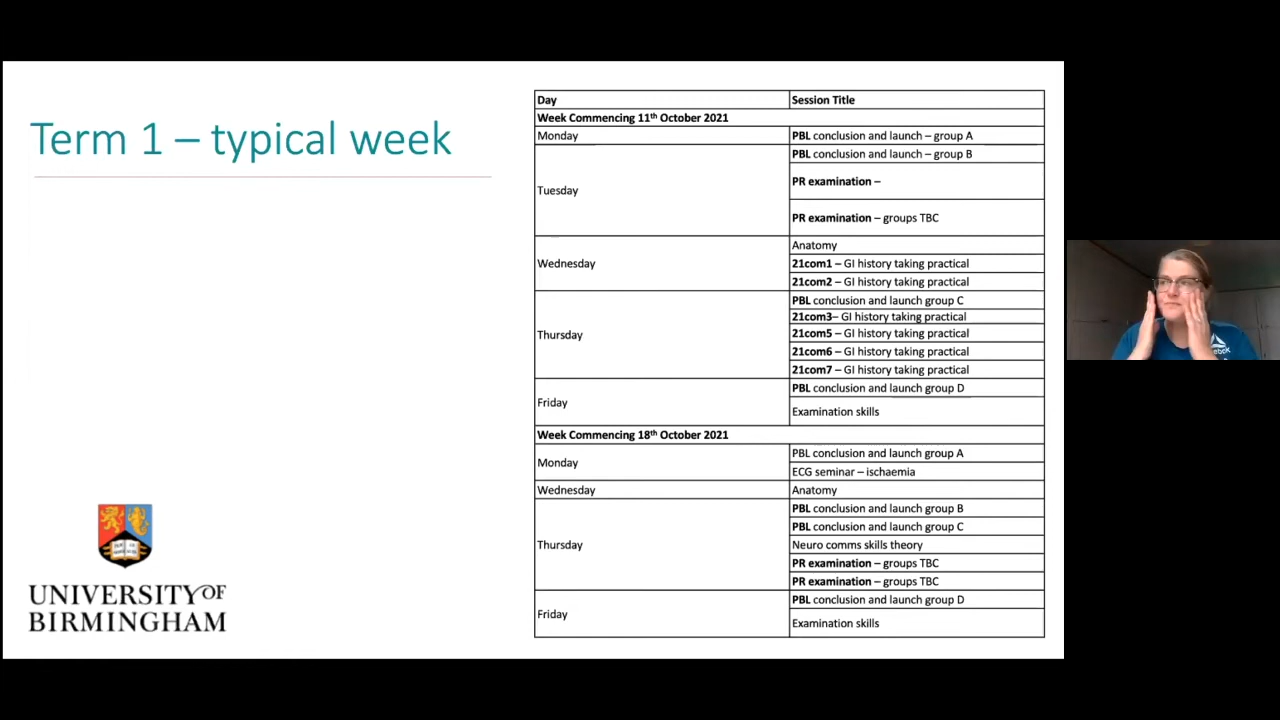 Term 1 – typical week
Day Session Title
Week Commencing 11th October 2021
Monday PBL conclusion and launch – group A
Tuesday PBL conclusion and launch – group B
PR examination –
PR examination – groups TBC
Wednesday Anatomy
21com1 – GI history taking practical
21com2 – GI history taking practical
Thursday PBL conclusion and launch group C
21com3– GI history taking practical
21com5 – GI history taking practical
21com6 – GI history taking practical
21com7 – GI history taking practical
Friday PBL conclusion and launch group D
Examination skills
Week Commencing 18th October 2021
Monday PBL conclusion and launch group A
ECG seminar – ischaemia
Wednesday Anatomy
Thursday PBL conclusion and launch group B
PBL conclusion and launch group C
Neuro comms skills theory
PR examination – groups TBC
PR examination – groups TBC
Friday PBL conclusion and launch group D
Examination skills
UNIVERSITY OF
BIRMINGHAM